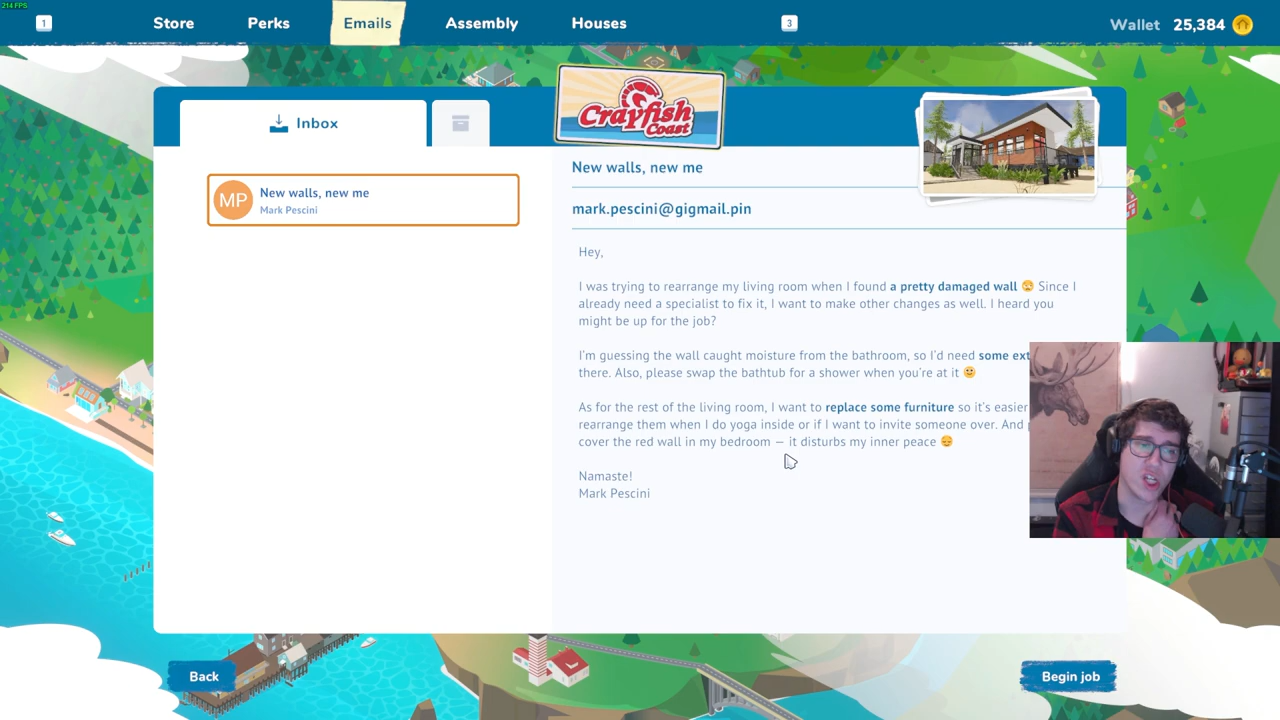 214 FPS
1 Store Perks Emails Assembly Houses 3 Wallet 25,384
Inbox
Crayfish
Coast
MP
New walls, new me
Mark Pescini
New walls, new me
mark.pescini@gigmail.pin
Hey,
I was trying to rearrange my living room when I found a pretty damaged wall Since I
already need a specialist to fix it, I want to make other changes as well. I heard you
might be up for the job?
I'm guessing the wall caught moisture from the bathroom, so I'd need some
there. Also, please swap the bathtub for a shower when you're at it
As for the rest of the living room, I want to replace some furniture so it's easier
rearrange them when I do yoga inside or if I want to invite someone over. And
cover the red wall in my bedroom — it disturbs my inner peace
Namaste!
Mark Pescini
Back
Begin job